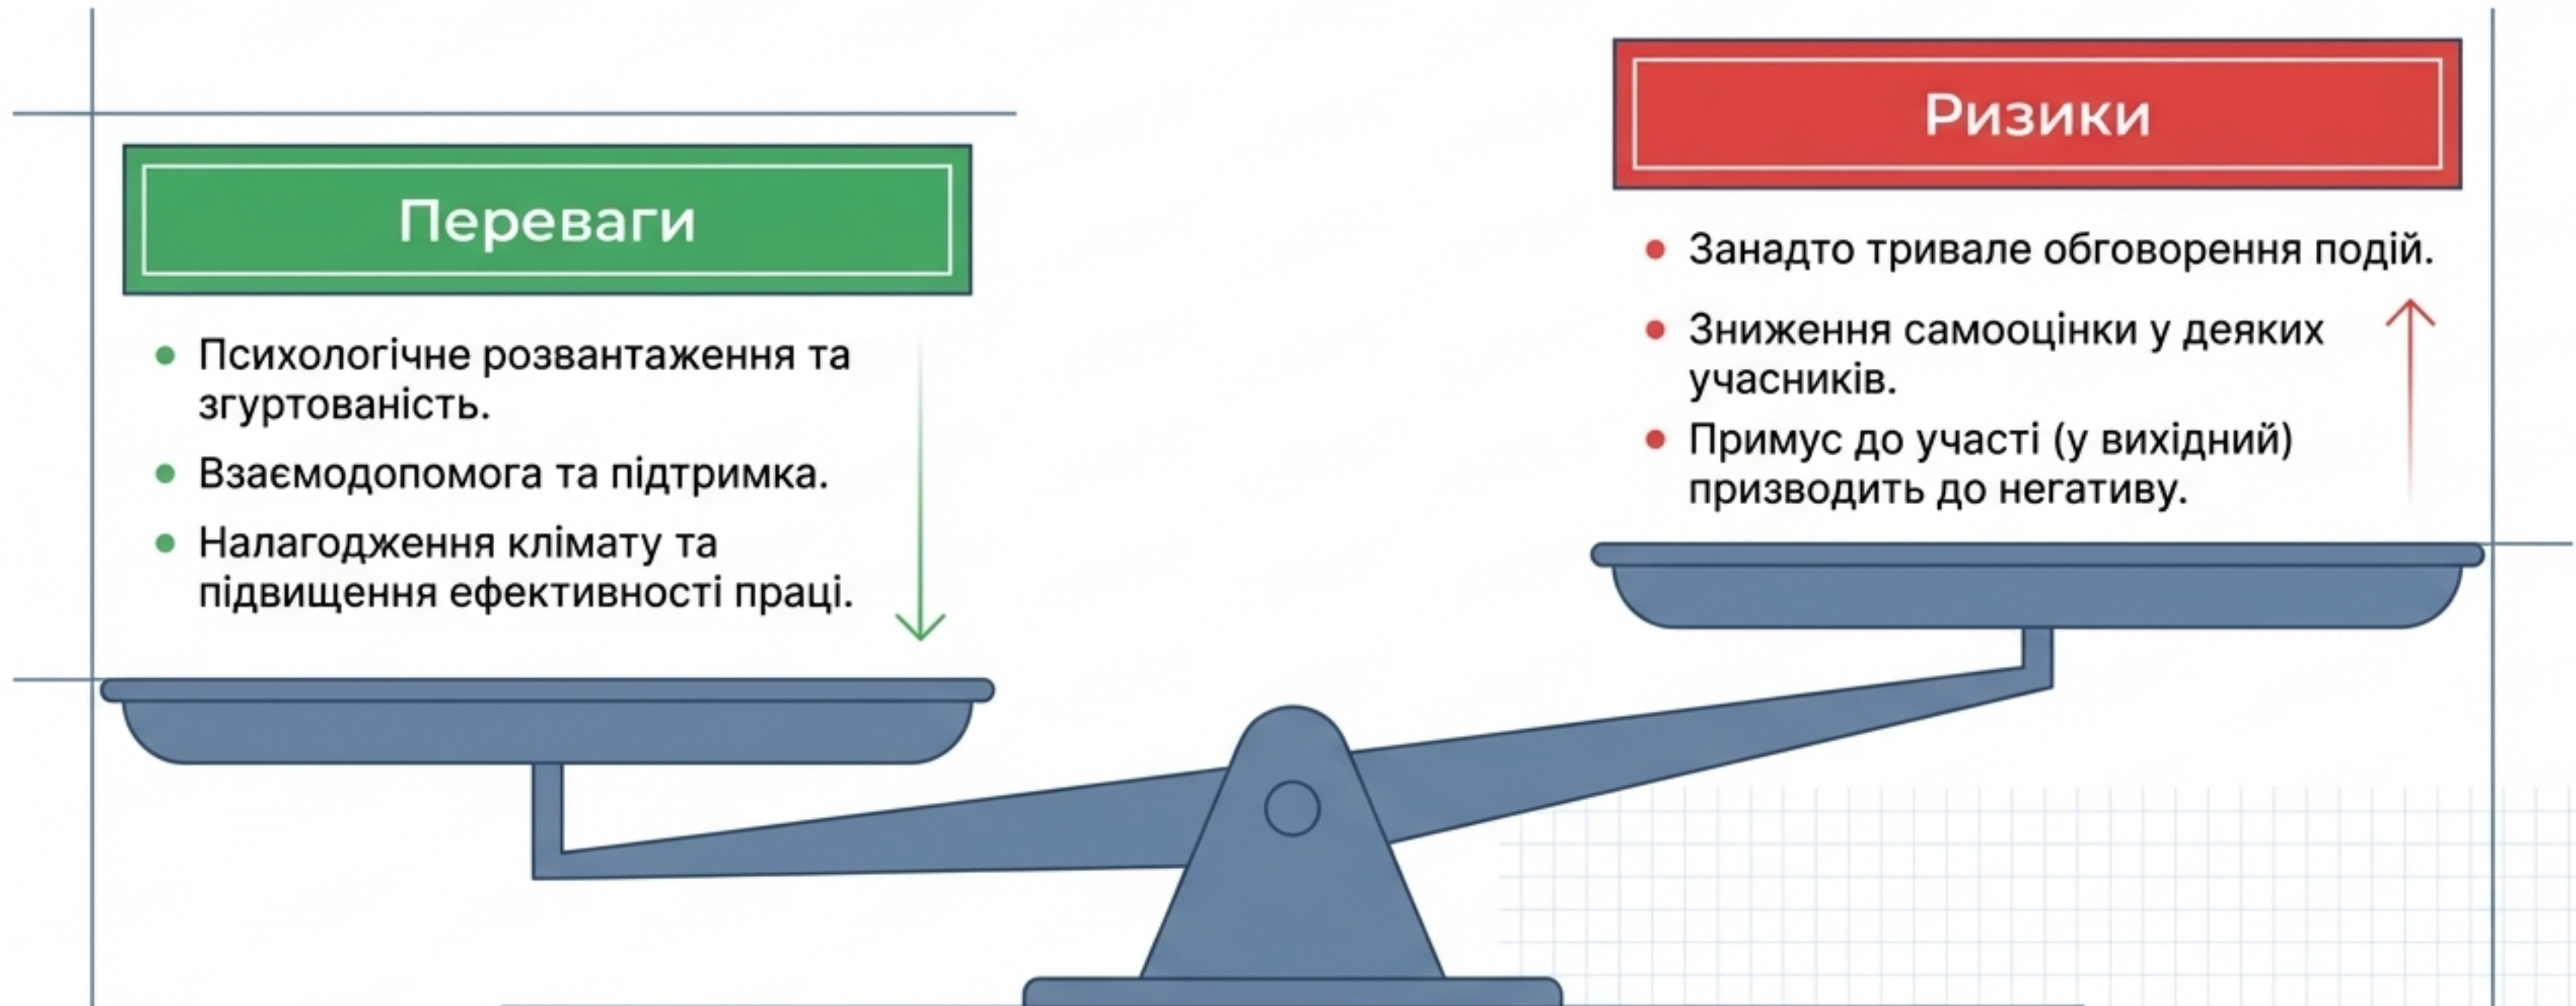 Переваги
Психологічне розвантаження та
згуртованість.
Взаємодопомога та підтримка.
Налагодження клімату та
підвищення ефективності праці.
Ризики
Занадто тривале обговорення подій.
Зниження самооцінки у деяких
учасників.
Примус до участі (у вихідний)
призводить до негативу.